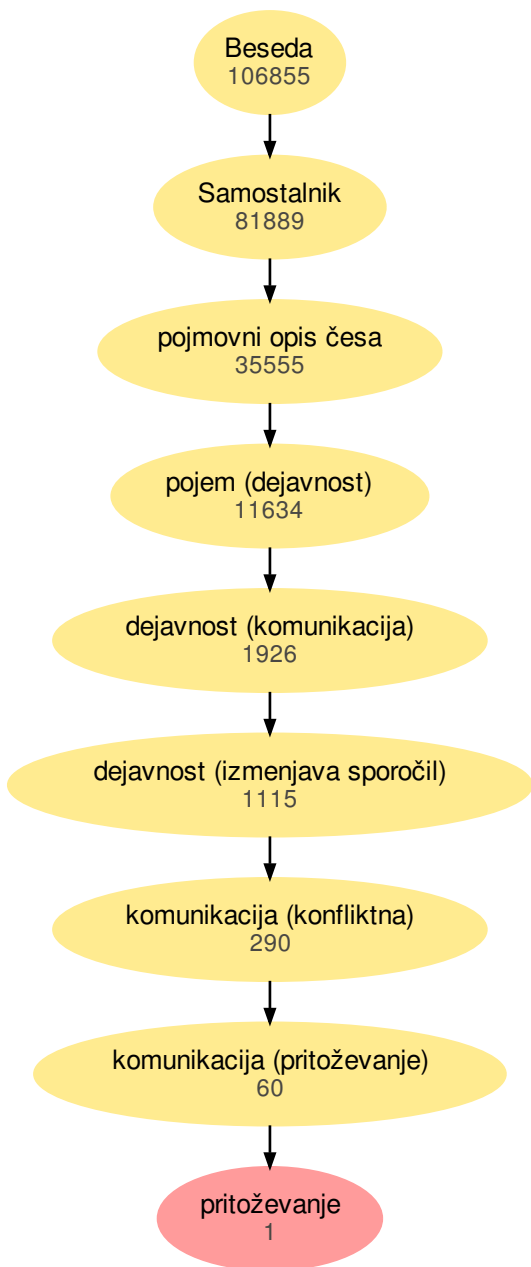 Beseda
106855
Samostalnik
81889
pojmovni opis česa
35555
pojem (dejavnost)
11634
dejavnost (komunikacija)
1926
dejavnost (izmenjava sporočil)
1115
komunikacija (konfliktna)
290
komunikacija (pritoževanje)
60
pritoževanje
1